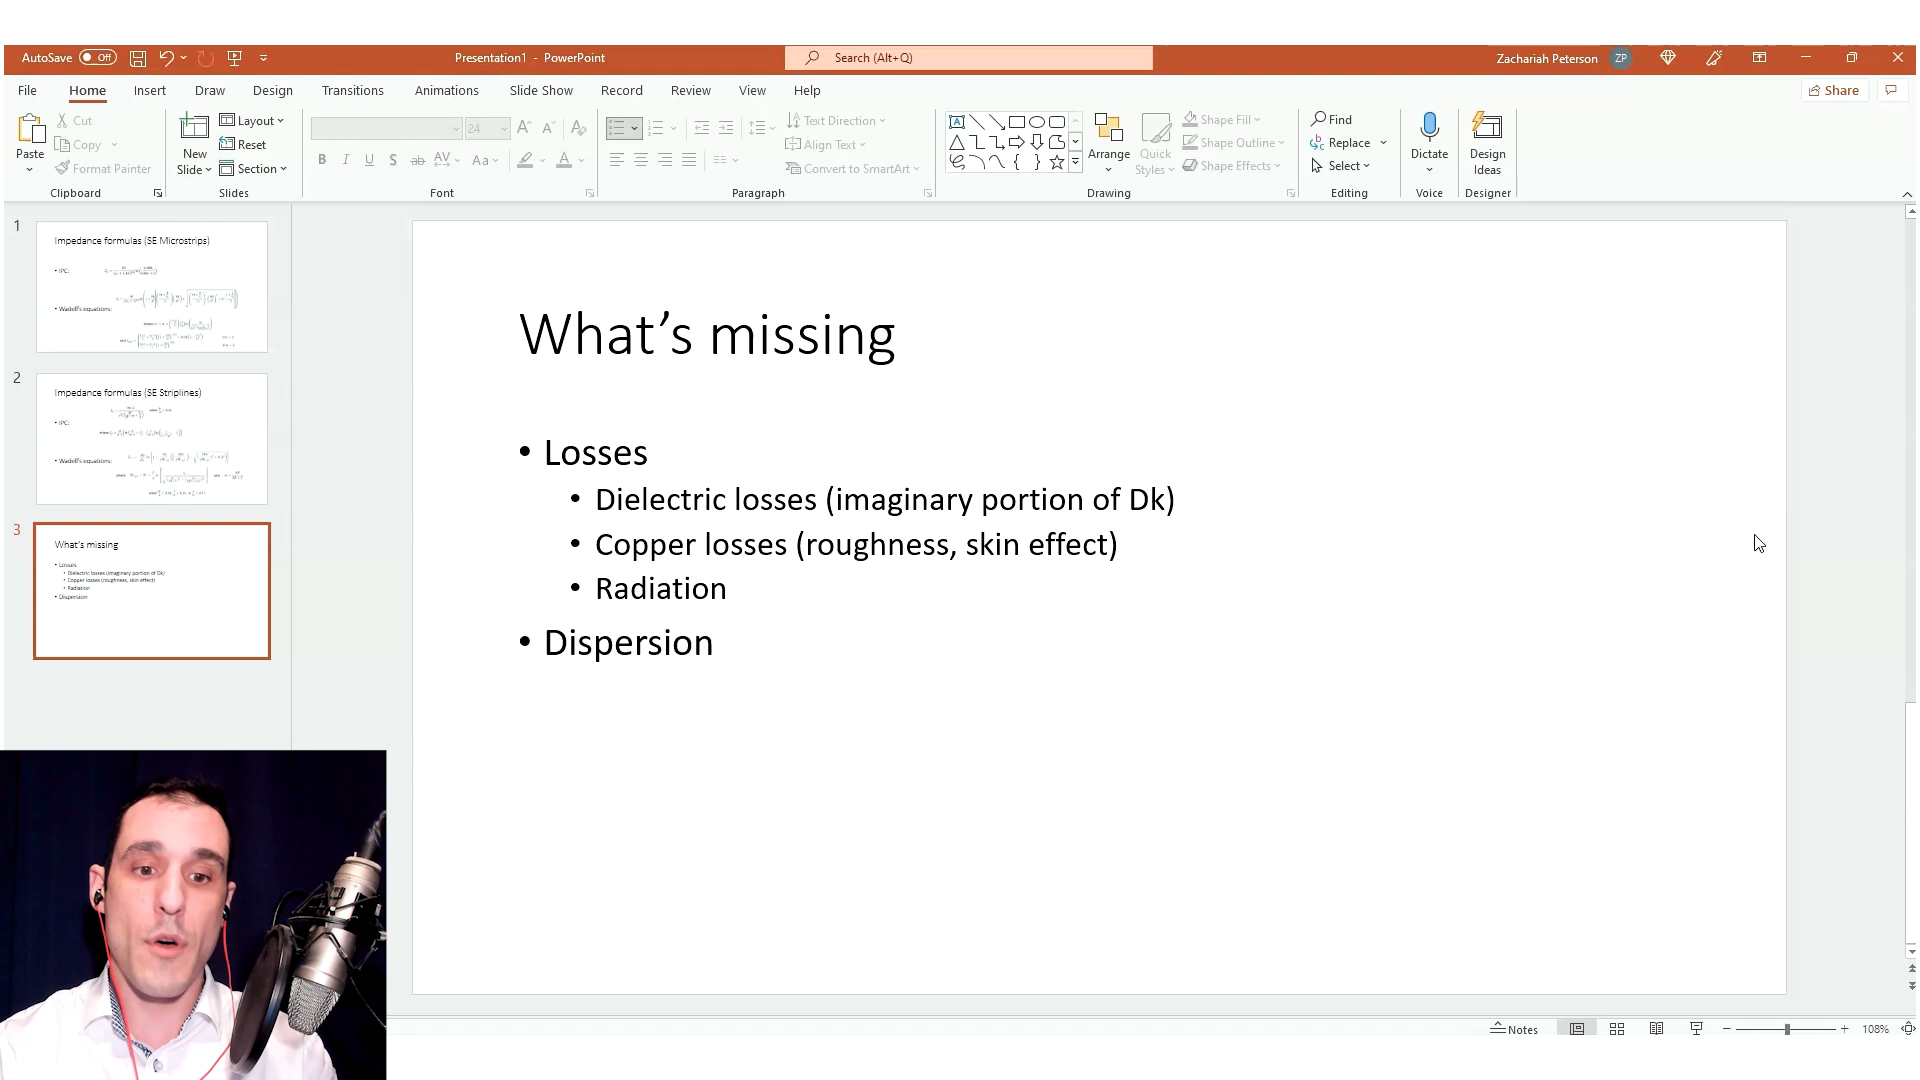 AutoSave Off
Presentation1 - PowerPoint
Search (Alt+Q)
Zachariah Peterson ZP
File Home Insert Draw Design Transitions Animations Slide Show Record Review View Help
Share
Paste
Cut
Copy
Format Painter
Clipboard
New
Slide
Layout
Reset
Section
Slides
24
Font
Text Direction
Align Text
Convert to SmartArt
Paragraph
Arrange
Quick
Styles
Shape Fill
Shape Outline
Shape Effects
Drawing
Find
Replace
Select
Editing
Dictate
Voice
Design
Ideas
Designer
1
Impedance formulas (SE Microstrips)
• IPC:
• Wadell's equations:
2
Impedance formulas (SE Striplines)
• IPC:
• Wadell's equations:
3
What's missing
• Losses
• Dielectric losses (imaginary portion of Dk)
• Copper losses (roughness, skin effect)
• Radiation
• Dispersion
What's missing
• Losses
• Dielectric losses (imaginary portion of Dk)
• Copper losses (roughness, skin effect)
• Radiation
• Dispersion
Notes
108%